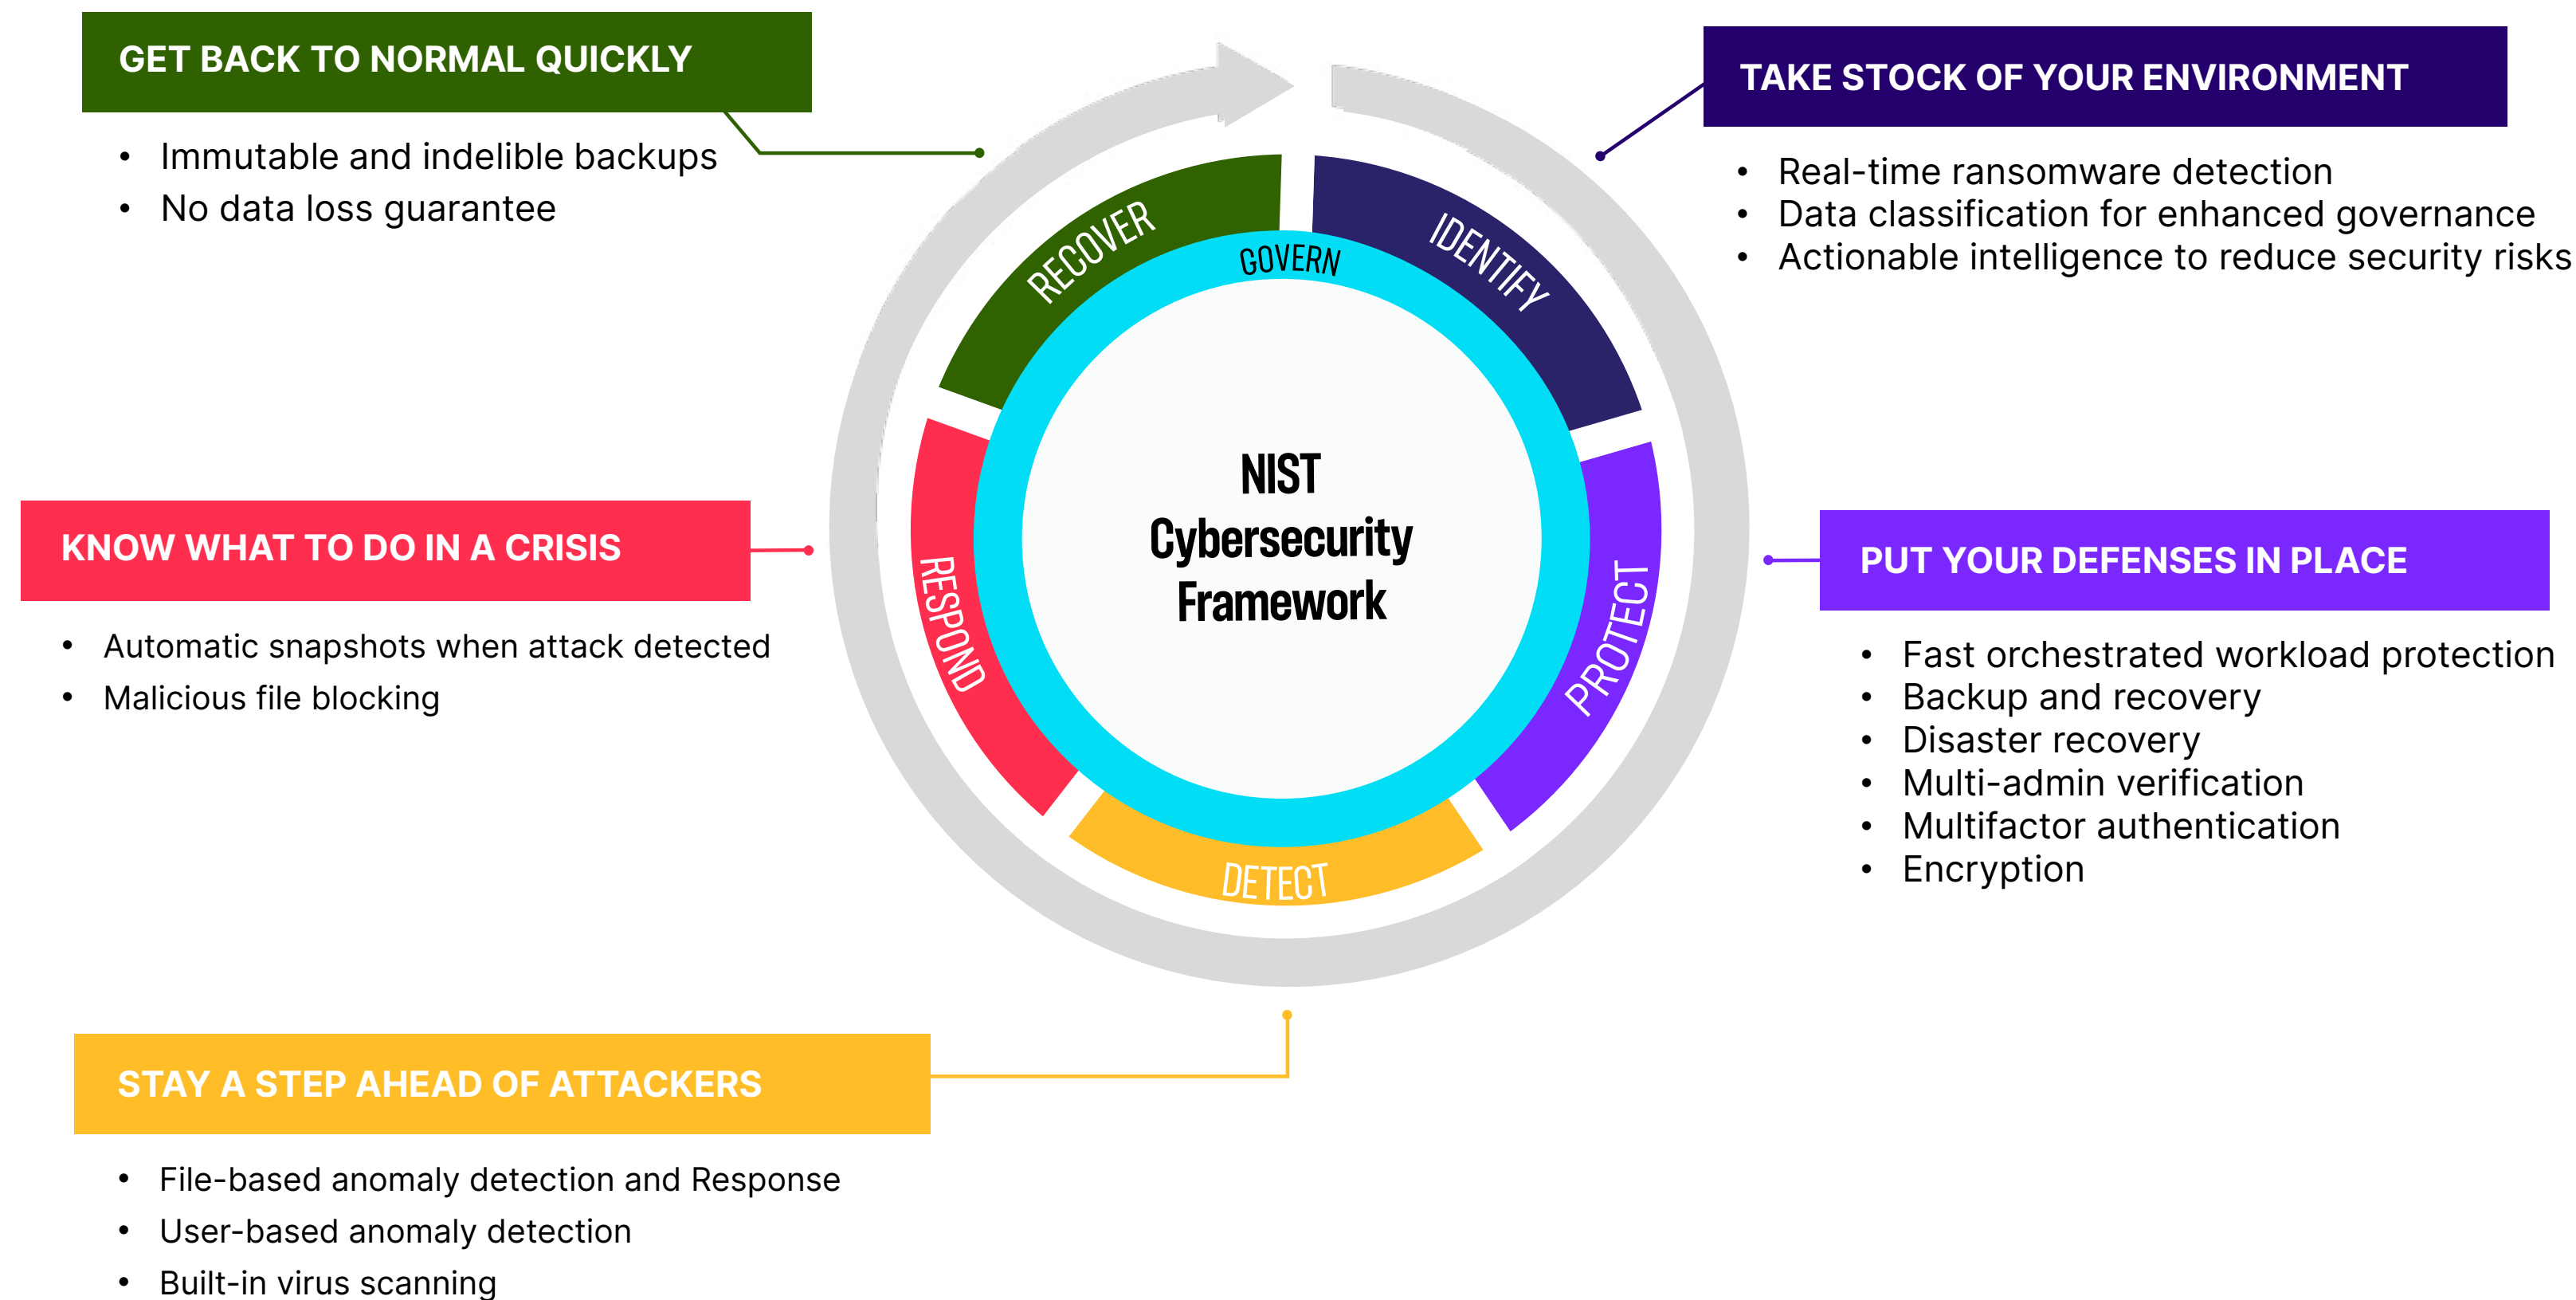 GET BACK TO NORMAL QUICKLY
• Immutable and indelible backups
• No data loss guarantee
TAKE STOCK OF YOUR ENVIRONMENT
• Real-time ransomware detection
• Data classification for enhanced governance
• Actionable intelligence to reduce security risks
RECOVER
GOVERN
IDENTIFY
NIST
Cybersecurity
Framework
RESPOND
PROTECT
DETECT
KNOW WHAT TO DO IN A CRISIS
• Automatic snapshots when attack detected
• Malicious file blocking
PUT YOUR DEFENSES IN PLACE
• Fast orchestrated workload protection
• Backup and recovery
• Disaster recovery
• Multi-admin verification
• Multifactor authentication
• Encryption
STAY A STEP AHEAD OF ATTACKERS
• File-based anomaly detection and Response
• User-based anomaly detection
• Built-in virus scanning